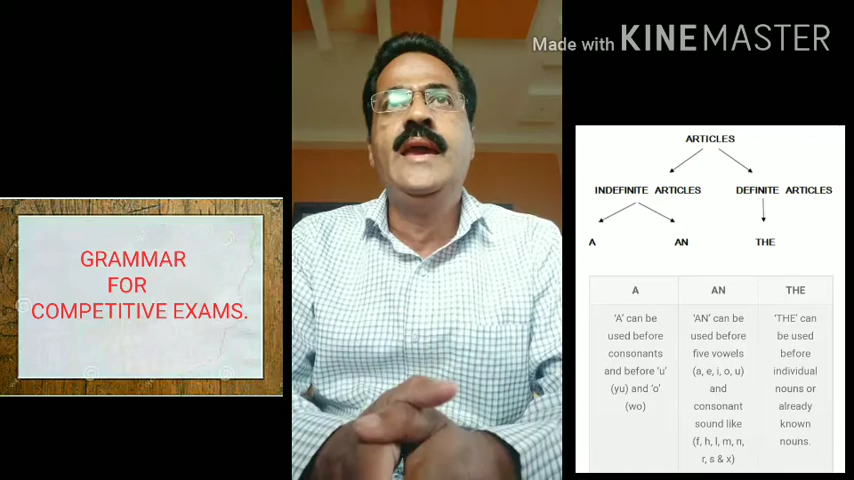 Made with KINEMASTER
GRAMMAR
FOR
COMPETITIVE EXAMS.
ARTICLES
INDEFINITE ARTICLES
DEFINITE ARTICLES
A
AN
THE
A
AN
THE
'A' can be
used before
consonants
and before 'u'
(yu) and 'o'
(wo)
'AN' can be
used before
five vowels
(a, e, i, o, u)
and
consonant
sound like
(f, h, l, m, n,
r, s & x)
'THE' can
be used
before
individual
nouns or
already
known
nouns.